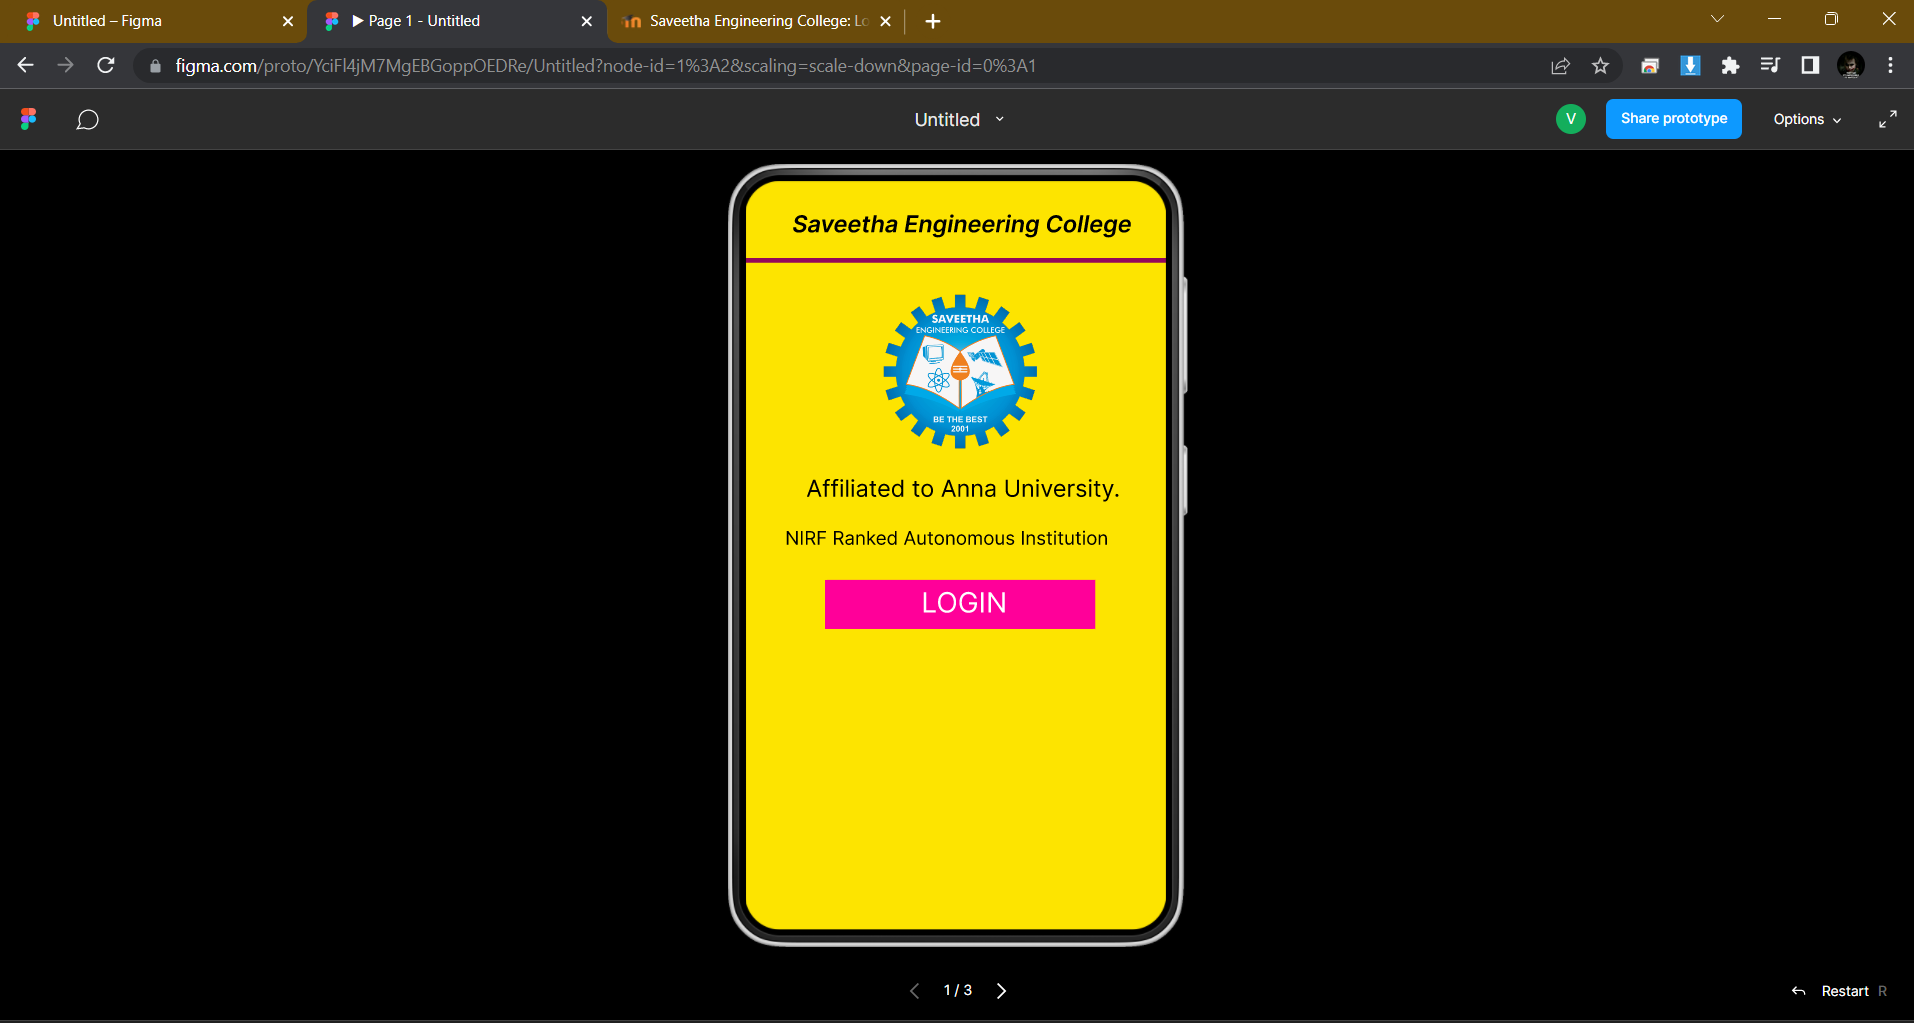 Untitled – Figma
▶ Page 1 - Untitled
Saveetha Engineering College: Lo
figma.com/proto/YciFl4jM7MgEBGoppOEDRe/Untitled?node-id=1%3A2&scaling=scale-down&page-id=0%3A1
Untitled
V
Share prototype
Options
Saveetha Engineering College
SAVEETHA
ENGINEERING COLLEGE
BE THE BEST
2001
Affiliated to Anna University.
NIRF Ranked Autonomous Institution
LOGIN
1 / 3
Restart R